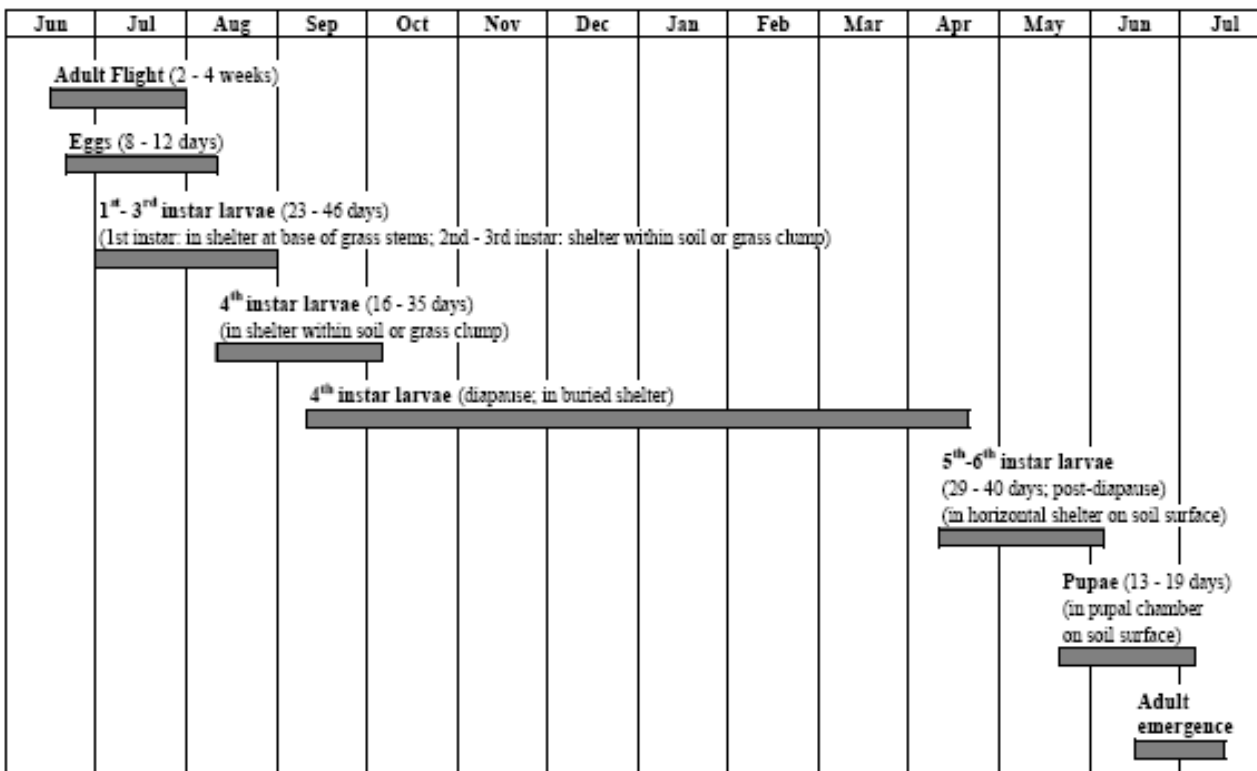 Jun Jul Aug Sep Oct Nov Dec Jan Feb Mar Apr May Jun Jul
Adult Flight (2 - 4 weeks)
Eggs (8 - 12 days)
1st- 3rd instar larvae (23 - 46 days)
(1st instar: in shelter at base of grass stems; 2nd - 3rd instar: shelter within soil or grass clump)
4th instar larvae (16 - 35 days)
(in shelter within soil or grass clump)
4th instar larvae (diapause; in buried shelter)
5th-6th instar larvae
(29 - 40 days; post-diapause)
(in horizontal shelter on soil surface)
Pupae (13 - 19 days)
(in pupal chamber
on soil surface)
Adult
emergence